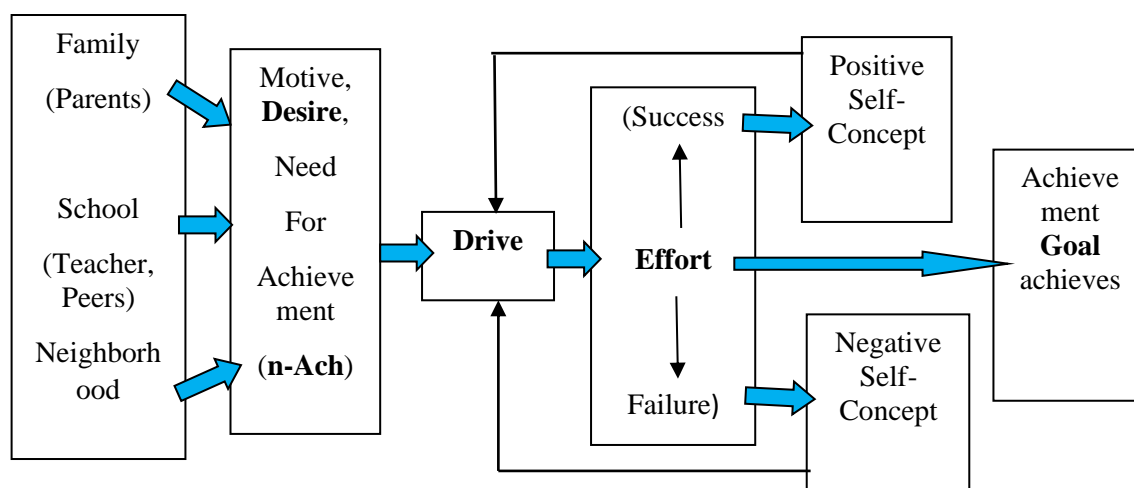 Family
(Parents)
School
(Teacher,
Peers)
Neighborh
ood
Motive,
Desire,
Need
For
Achieve
ment
(n-Ach)
Drive
(Success
Effort
Failure)
Positive
Self-
Concept
Negative
Self-
Concept
Achieve
ment
Goal
achieves